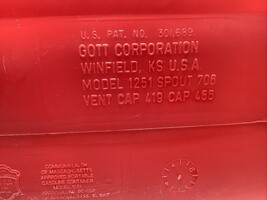 U.S. PAT. NO. 301,689
GOTT CORPORATION
WINFIELD, KS U.S.A
MODEL 1251 SPOUT 706
VENT CAP 419 CAP 455
COMMONWEALTH
OF MASSACHUSETTS
APPROVED PORTABLE
GASOLINE CONTAINER